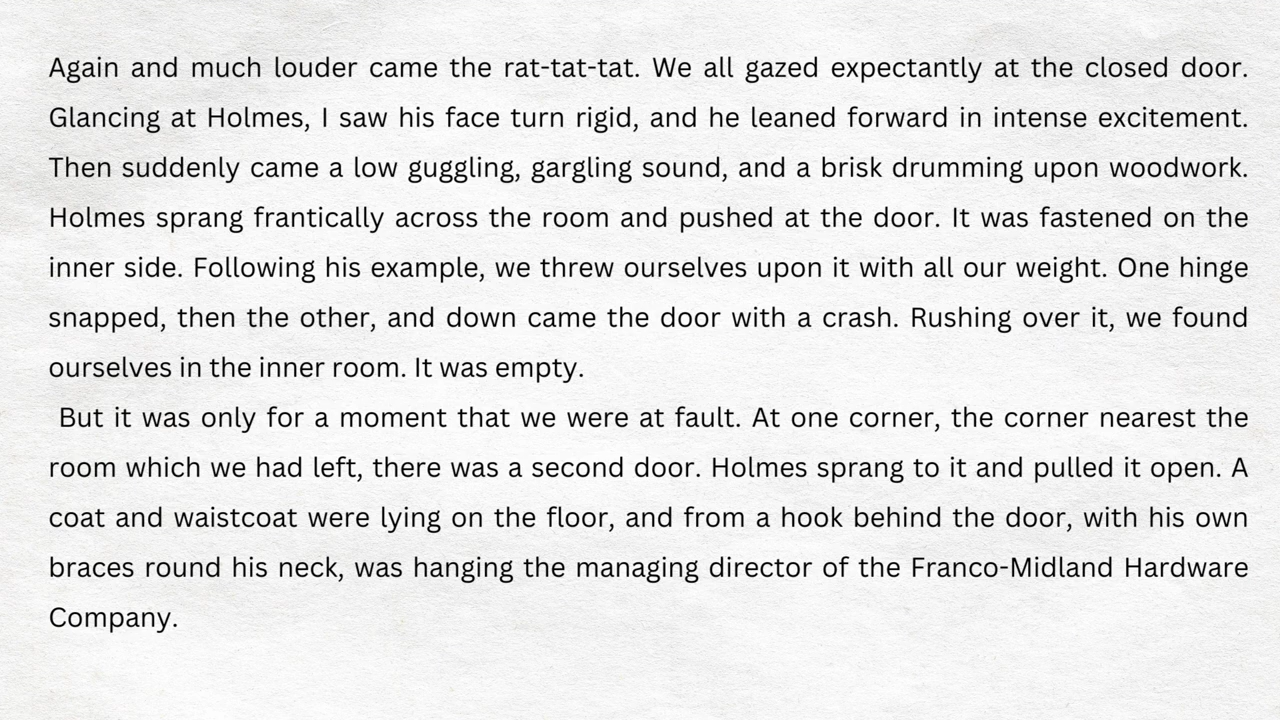 Again and much louder came the rat-tat-tat. We all gazed expectantly at the closed door.
Glancing at Holmes, I saw his face turn rigid, and he leaned forward in intense excitement.
Then suddenly came a low guggling, gargling sound, and a brisk drumming upon woodwork.
Holmes sprang frantically across the room and pushed at the door. It was fastened on the
inner side. Following his example, we threw ourselves upon it with all our weight. One hinge
snapped, then the other, and down came the door with a crash. Rushing over it, we found
ourselves in the inner room. It was empty.
But it was only for a moment that we were at fault. At one corner, the corner nearest the
room which we had left, there was a second door. Holmes sprang to it and pulled it open. A
coat and waistcoat were lying on the floor, and from a hook behind the door, with his own
braces round his neck, was hanging the managing director of the Franco-Midland Hardware
Company.